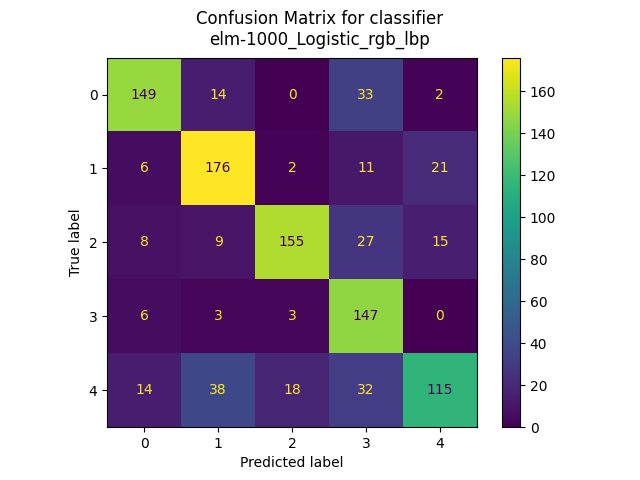 Confusion Matrix for classifier
elm-1000_Logistic_rgb_lbp
0 149 14 0 33 2
1 6 176 2 11 21
2 8 9 155 27 15
3 6 3 3 147 0
4 14 38 18 32 115
0 1 2 3 4
True label
Predicted label
160
140
120
100
80
60
40
20
0